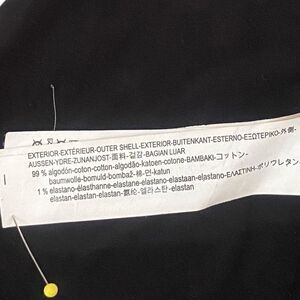 EXTERIOR-EXTÉRIEUR-OUTER SHELL-EXTERIOR-BUITENKANT-ESTERNO-ΕΞΩΤΕΡΙΚΟ-外側-
AUSSEN-YDRE-ZUNANJOST-面料-겉감-BAGIAN LUAR
99 % algodón-coton-cotton-algodão-katoen-cotone-ΒΑΜΒΑΚΙ-コットン-
baumwolle-bomuld-bombaž-棉-면-katun
1 % elastano-élasthanne-elastane-elastano-elastaan-elastano-ΕΛΑΣΤΙΝΗ-ポリウレタン-
elastan-elastan-elastan-氨纶-엘라스탄-elastan